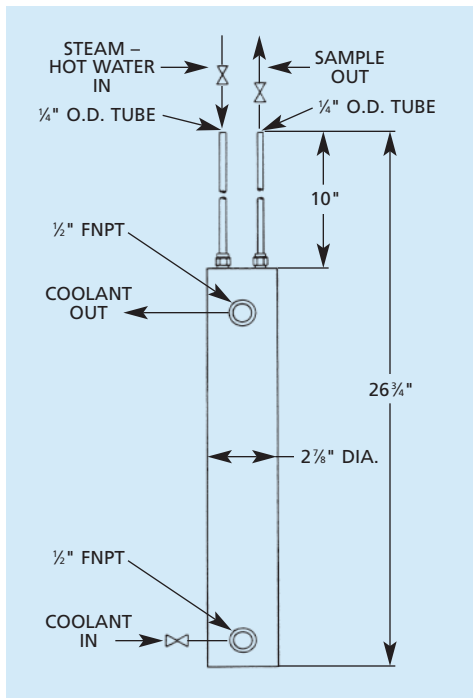 STEAM –
HOT WATER
IN
SAMPLE
OUT
¼" O.D. TUBE
¼" O.D. TUBE
10"
½" FNPT
COOLANT
OUT
26¾"
2⅞" DIA.
½" FNPT
COOLANT
IN